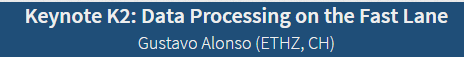 Keynote K2: Data Processing on the Fast Lane
Gustavo Alonso (ETHZ, CH)